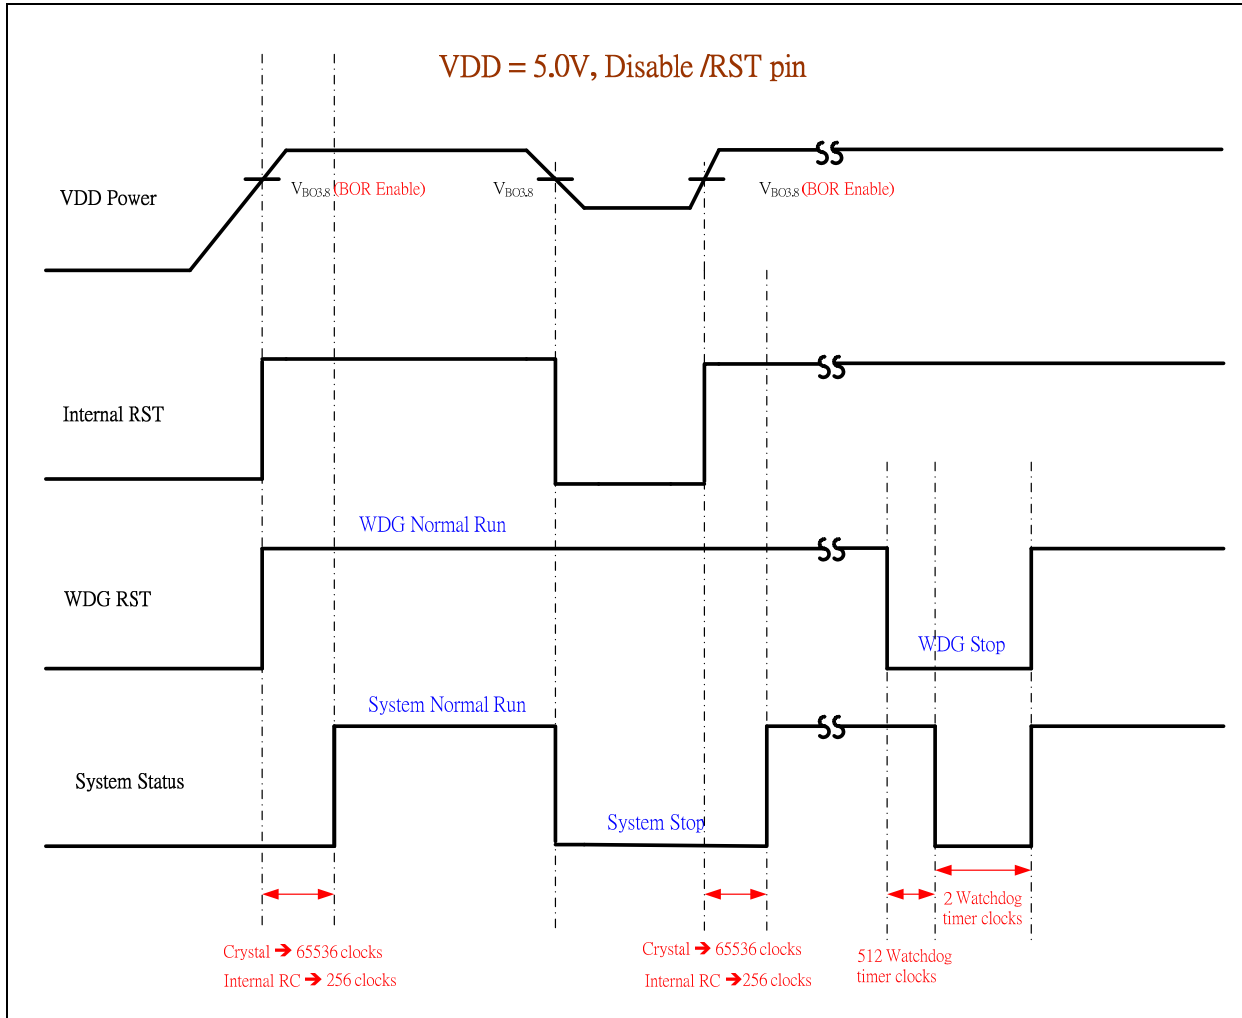 VDD = 5.0V, Disable /RST pin
VDD Power
VBO3.8 (BOR Enable)
VBO3.8
VBO3.8 (BOR Enable)
Internal RST
WDG Normal Run
WDG RST
WDG Stop
System Normal Run
System Status
System Stop
2 Watchdog
timer clocks
Crystal ➔ 65536 clocks
Internal RC ➔ 256 clocks
Crystal ➔ 65536 clocks
Internal RC ➔256 clocks
512 Watchdog
timer clocks